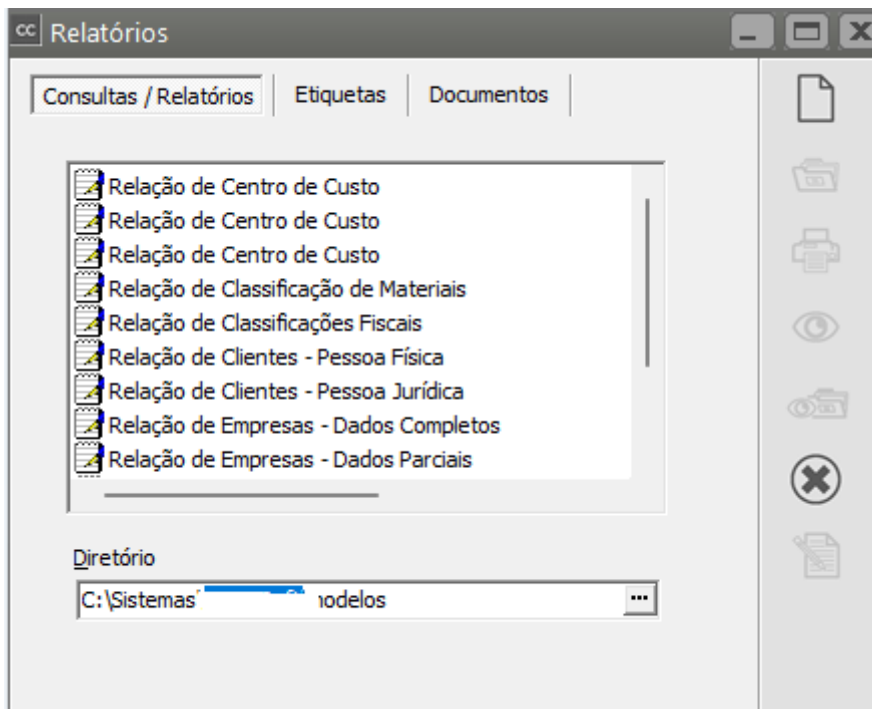 cc Relatórios
Consultas / Relatórios Etiquetas Documentos
Relação de Centro de Custo
Relação de Centro de Custo
Relação de Centro de Custo
Relação de Classificação de Materiais
Relação de Classificações Fiscais
Relação de Clientes - Pessoa Física
Relação de Clientes - Pessoa Jurídica
Relação de Empresas - Dados Completos
Relação de Empresas - Dados Parciais
Diretório
C:\Sistemas odelos ...